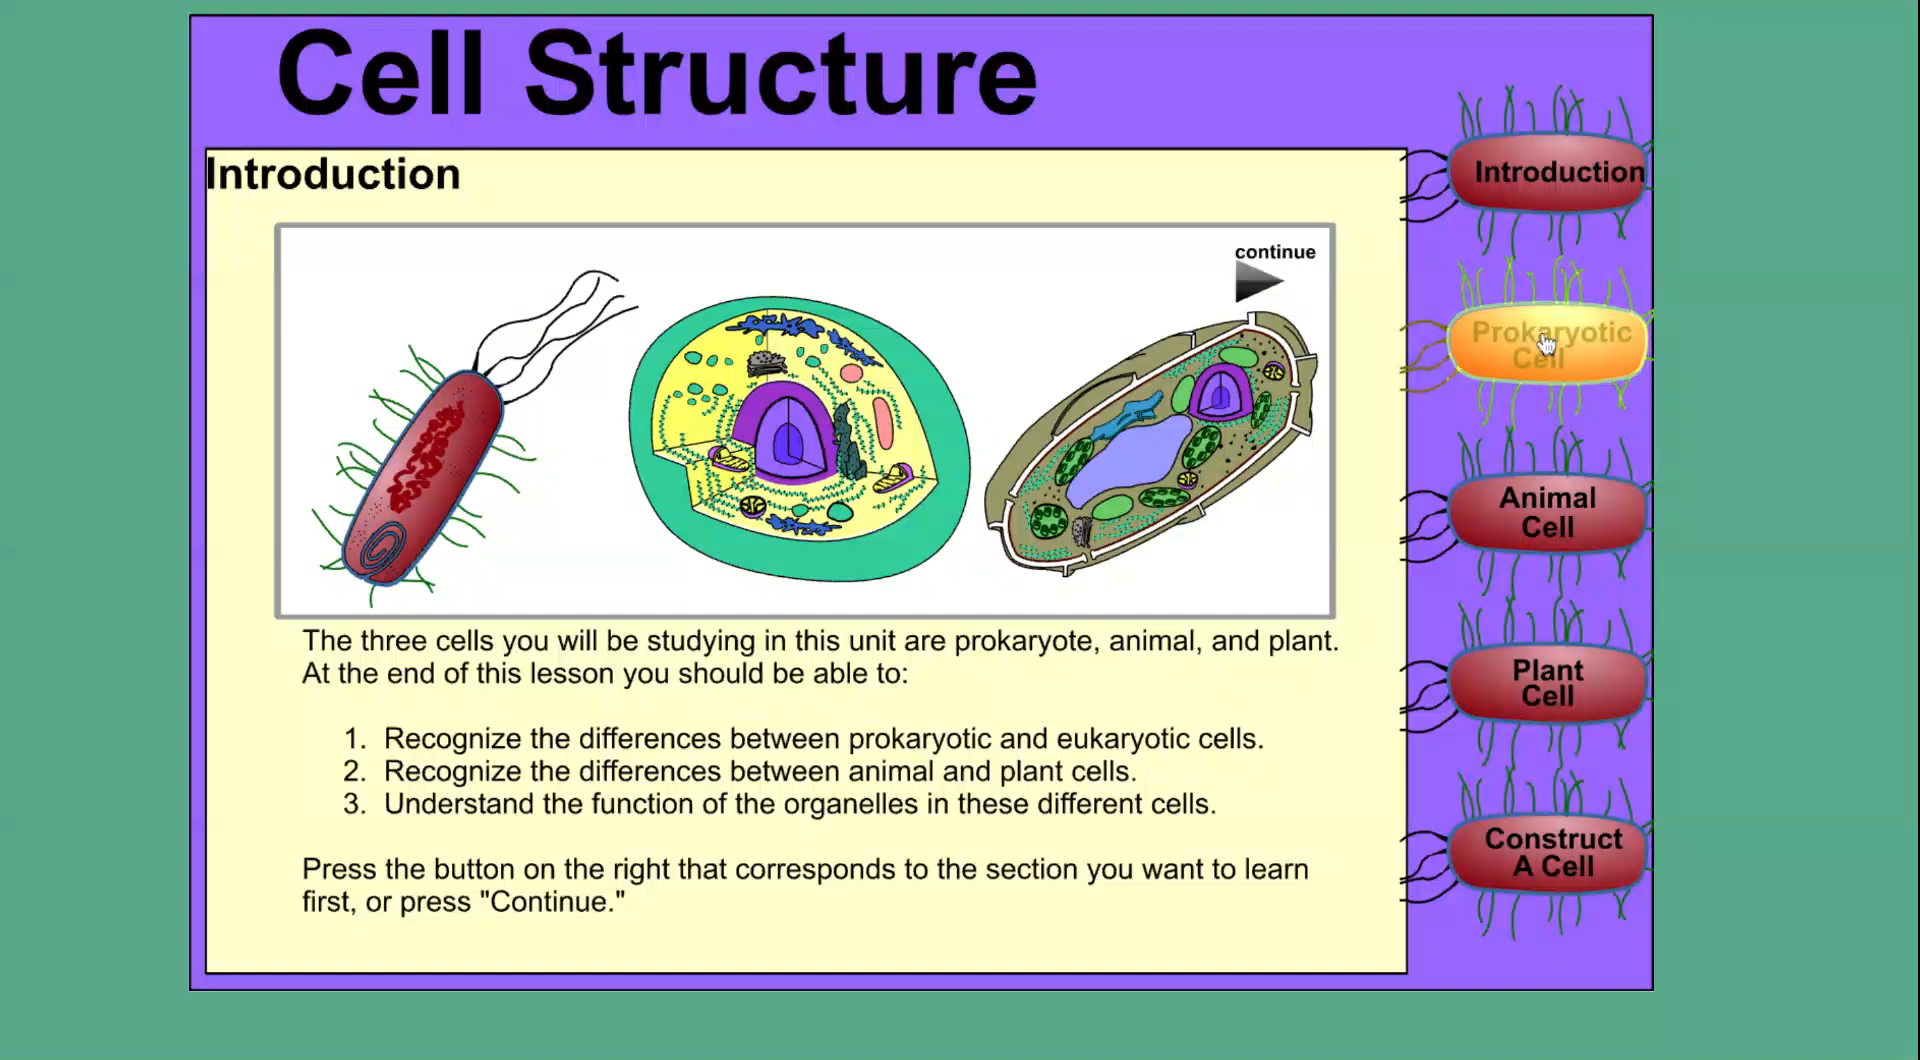 Cell Structure
Introduction
continue
The three cells you will be studying in this unit are prokaryote, animal, and plant.
At the end of this lesson you should be able to:
1. Recognize the differences between prokaryotic and eukaryotic cells.
2. Recognize the differences between animal and plant cells.
3. Understand the function of the organelles in these different cells.
Press the button on the right that corresponds to the section you want to learn
first, or press "Continue."
Introduction
Prokaryotic
Cell
Animal
Cell
Plant
Cell
Construct
A Cell